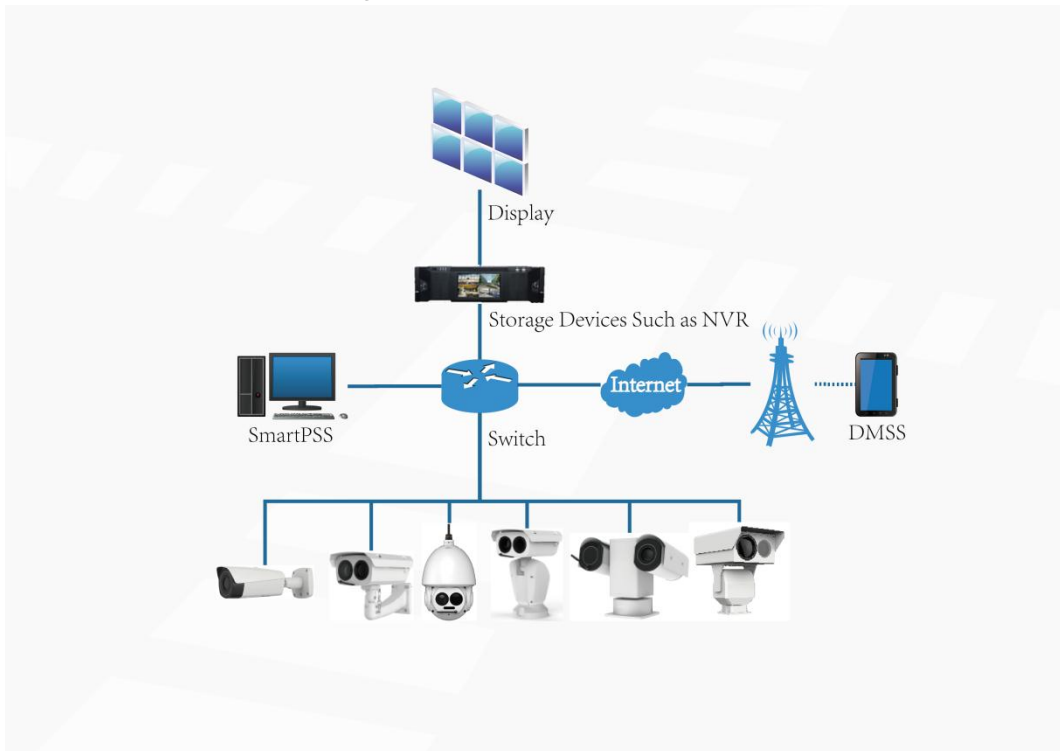 Display
Storage Devices Such as NVR
Internet
SmartPSS
Switch
DMSS